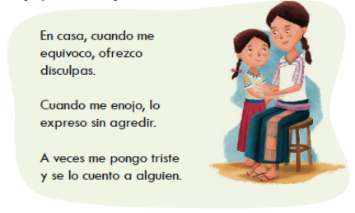 En casa, cuando me
equivoco, ofrezco
disculpas.
Cuando me enojo, lo
expreso sin agredir.
A veces me pongo triste
y se lo cuento a alguien.